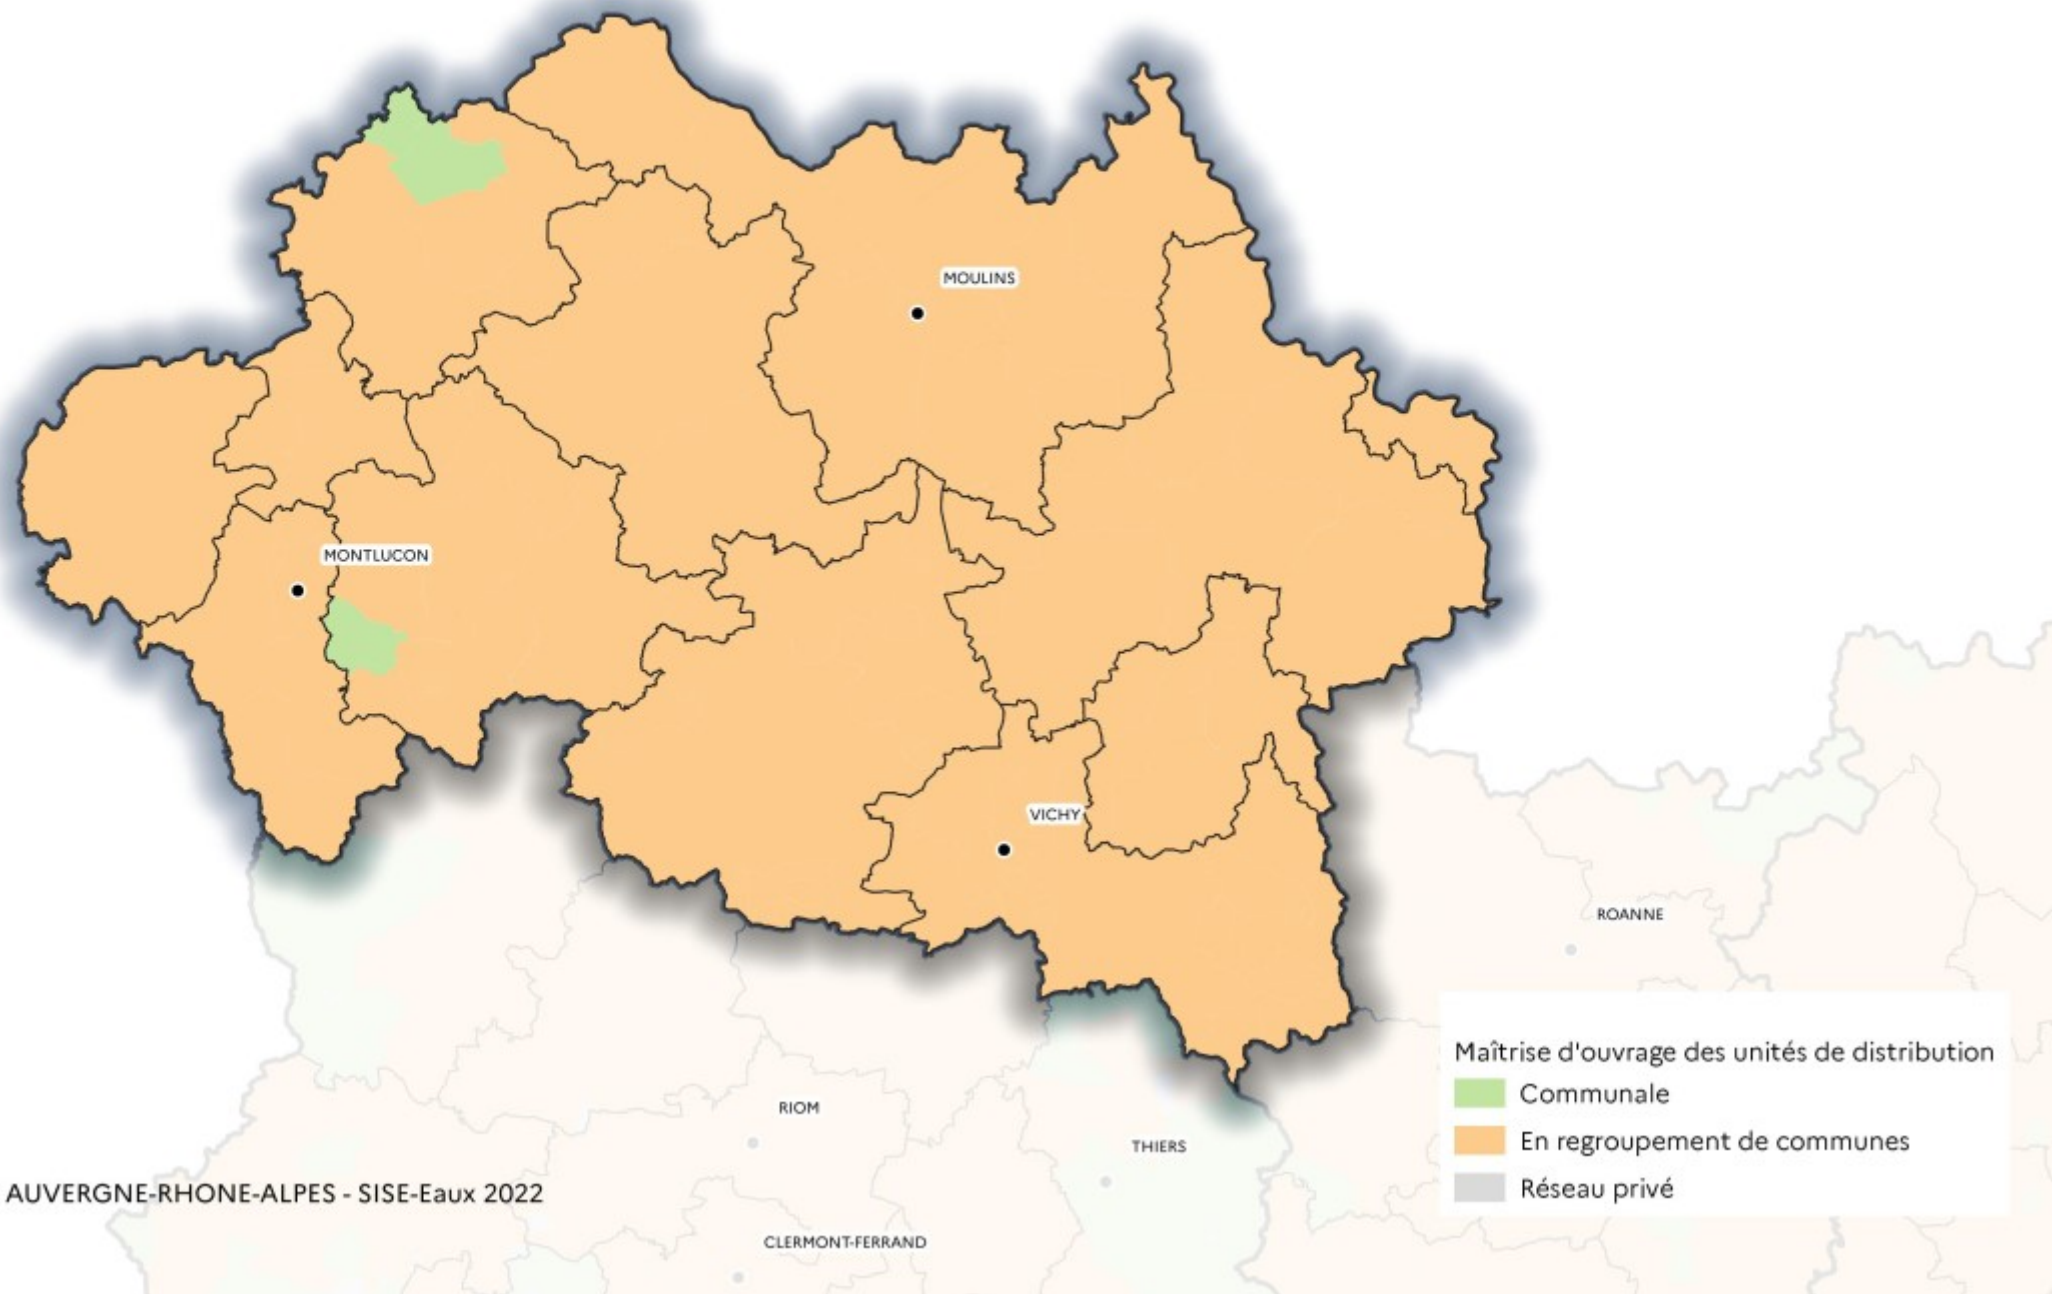 MOULINS
MONTLUCON
VICHY
ROANNE
Maîtrise d'ouvrage des unités de distribution
Communale
En regroupement de communes
Réseau privé
RIOM
THIERS
AUVERGNE-RHONE-ALPES - SISE-Eaux 2022
CLERMONT-FERRAND